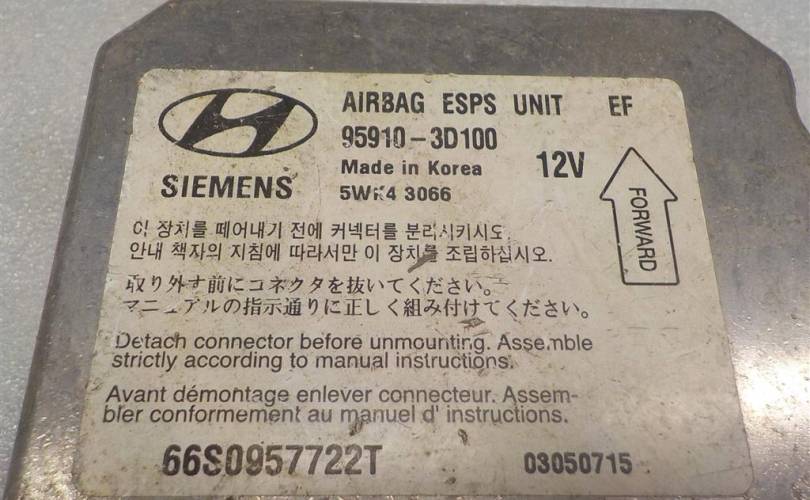 AIRBAG ESPS UNIT EF
95910-3D100
Made in Korea 12V
SIEMENS 5WK4 3066
FORWARD
이 장치를 떼어내기 전에 커넥터를 분리시키시오.
안내 책자의 지침에 따라서만 이 장치를 조립하십시오.
取り外す前にコネクタを抜いてください。
マニュアルの指示通りに正しく組み付けてください。
Detach connector before unmounting. Assemble
strictly according to manual instructions.
Avant démontage enlever connecteur. Assem-
bler conformement au manuel d' instructions.
66S0957722T 03050715